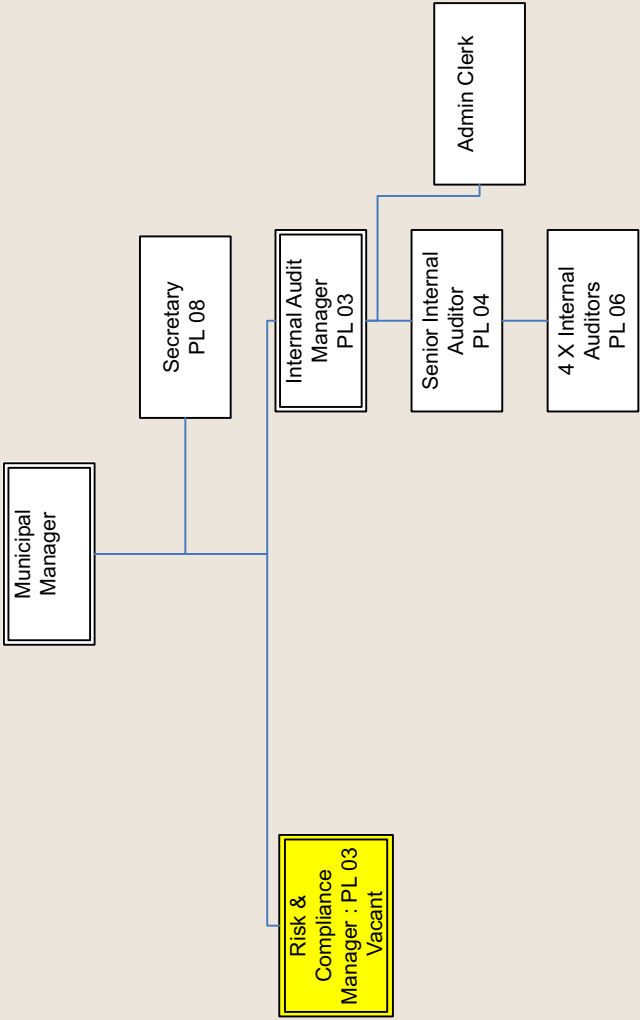 Municipal
Manager
Secretary
PL 08
Risk &
Compliance
Manager : PL 03
Vacant
Internal Audit
Manager
PL 03
Admin Clerk
Senior Internal
Auditor
PL 04
4 X Internal
Auditors
PL 06